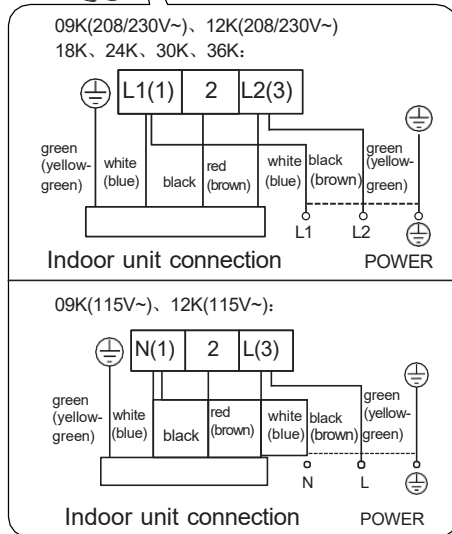 09K(208/230V~)、12K(208/230V~)
18K、24K、30K、36K:
L1(1) 2 L2(3)
green
(yellow-
green)
white
(blue)
black
red
(brown)
white
(blue)
black
(brown)
green
(yellow-
green)
L1 L2
Indoor unit connection POWER
09K(115V~)、12K(115V~):
N(1) 2 L(3)
green
(yellow-
green)
white
(blue)
black
red
(brown)
white
(blue)
black
(brown)
green
(yellow-
green)
N L
Indoor unit connection POWER